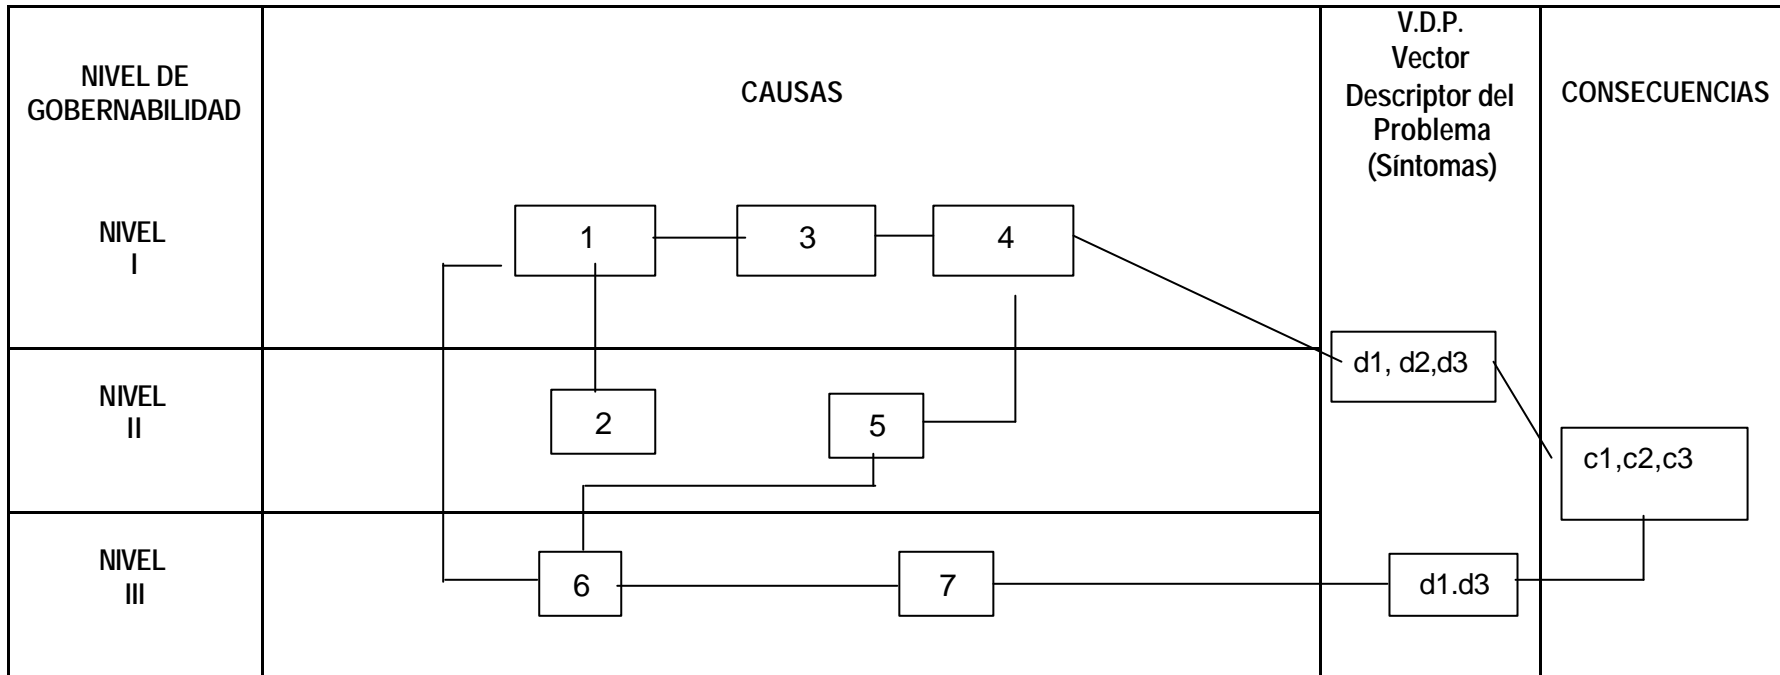 NIVEL DE
GOBERNABILIDAD
CAUSAS
V.D.P.
Vector
Descriptor del
Problema
(Síntomas)
CONSECUENCIAS
NIVEL
I
1
3
4
d1, d2,d3
NIVEL
II
2
5
c1,c2,c3
NIVEL
III
6
7
d1.d3